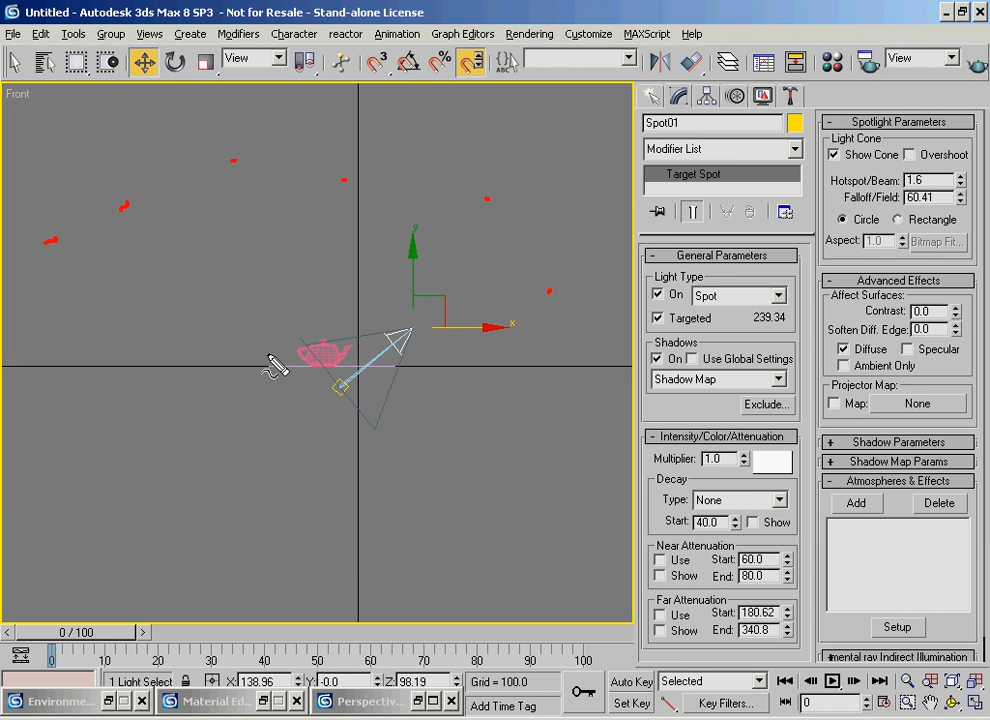 Untitled - Autodesk 3ds Max 8 SP3 - Not for Resale - Stand-alone License
File Edit Tools Group Views Create Modifiers Character reactor Animation Graph Editors Rendering Customize MAXScript Help
View 3 % ABC View
Front
y
x
Spot01
Modifier List
Target Spot
- General Parameters
Light Type
On Spot
Targeted 239.34
Shadows
On Use Global Settings
Shadow Map
Exclude...
- Intensity/Color/Attenuation
Multiplier: 1.0
Decay
Type: None
Start: 40.0 Show
Near Attenuation
Use Start: 60.0
Show End: 80.0
Far Attenuation
Use Start: 180.62
Show End: 340.8
- Spotlight Parameters
Light Cone
Show Cone Overshoot
Hotspot/Beam: 1.6
Falloff/Field: 60.41
Circle Rectangle
Aspect: 1.0 Bitmap Fit...
- Advanced Effects
Affect Surfaces:
Contrast: 0.0
Soften Diff. Edge: 0.0
Diffuse Specular
Ambient Only
Projector Map:
Map: None
+ Shadow Parameters
+ Shadow Map Params
- Atmospheres & Effects
Add Delete
Setup
mental ray Indirect Illumination
< 0 / 100 >
0 10 20 30 40 50 60 70 80 90 100
1 Light Select X: 138.96 Y: -0.0 Z: 98.19 Grid = 100.0 Auto Key Selected
Environme... Material Ed... Perspectiv... Add Time Tag Set Key Key Filters... 0